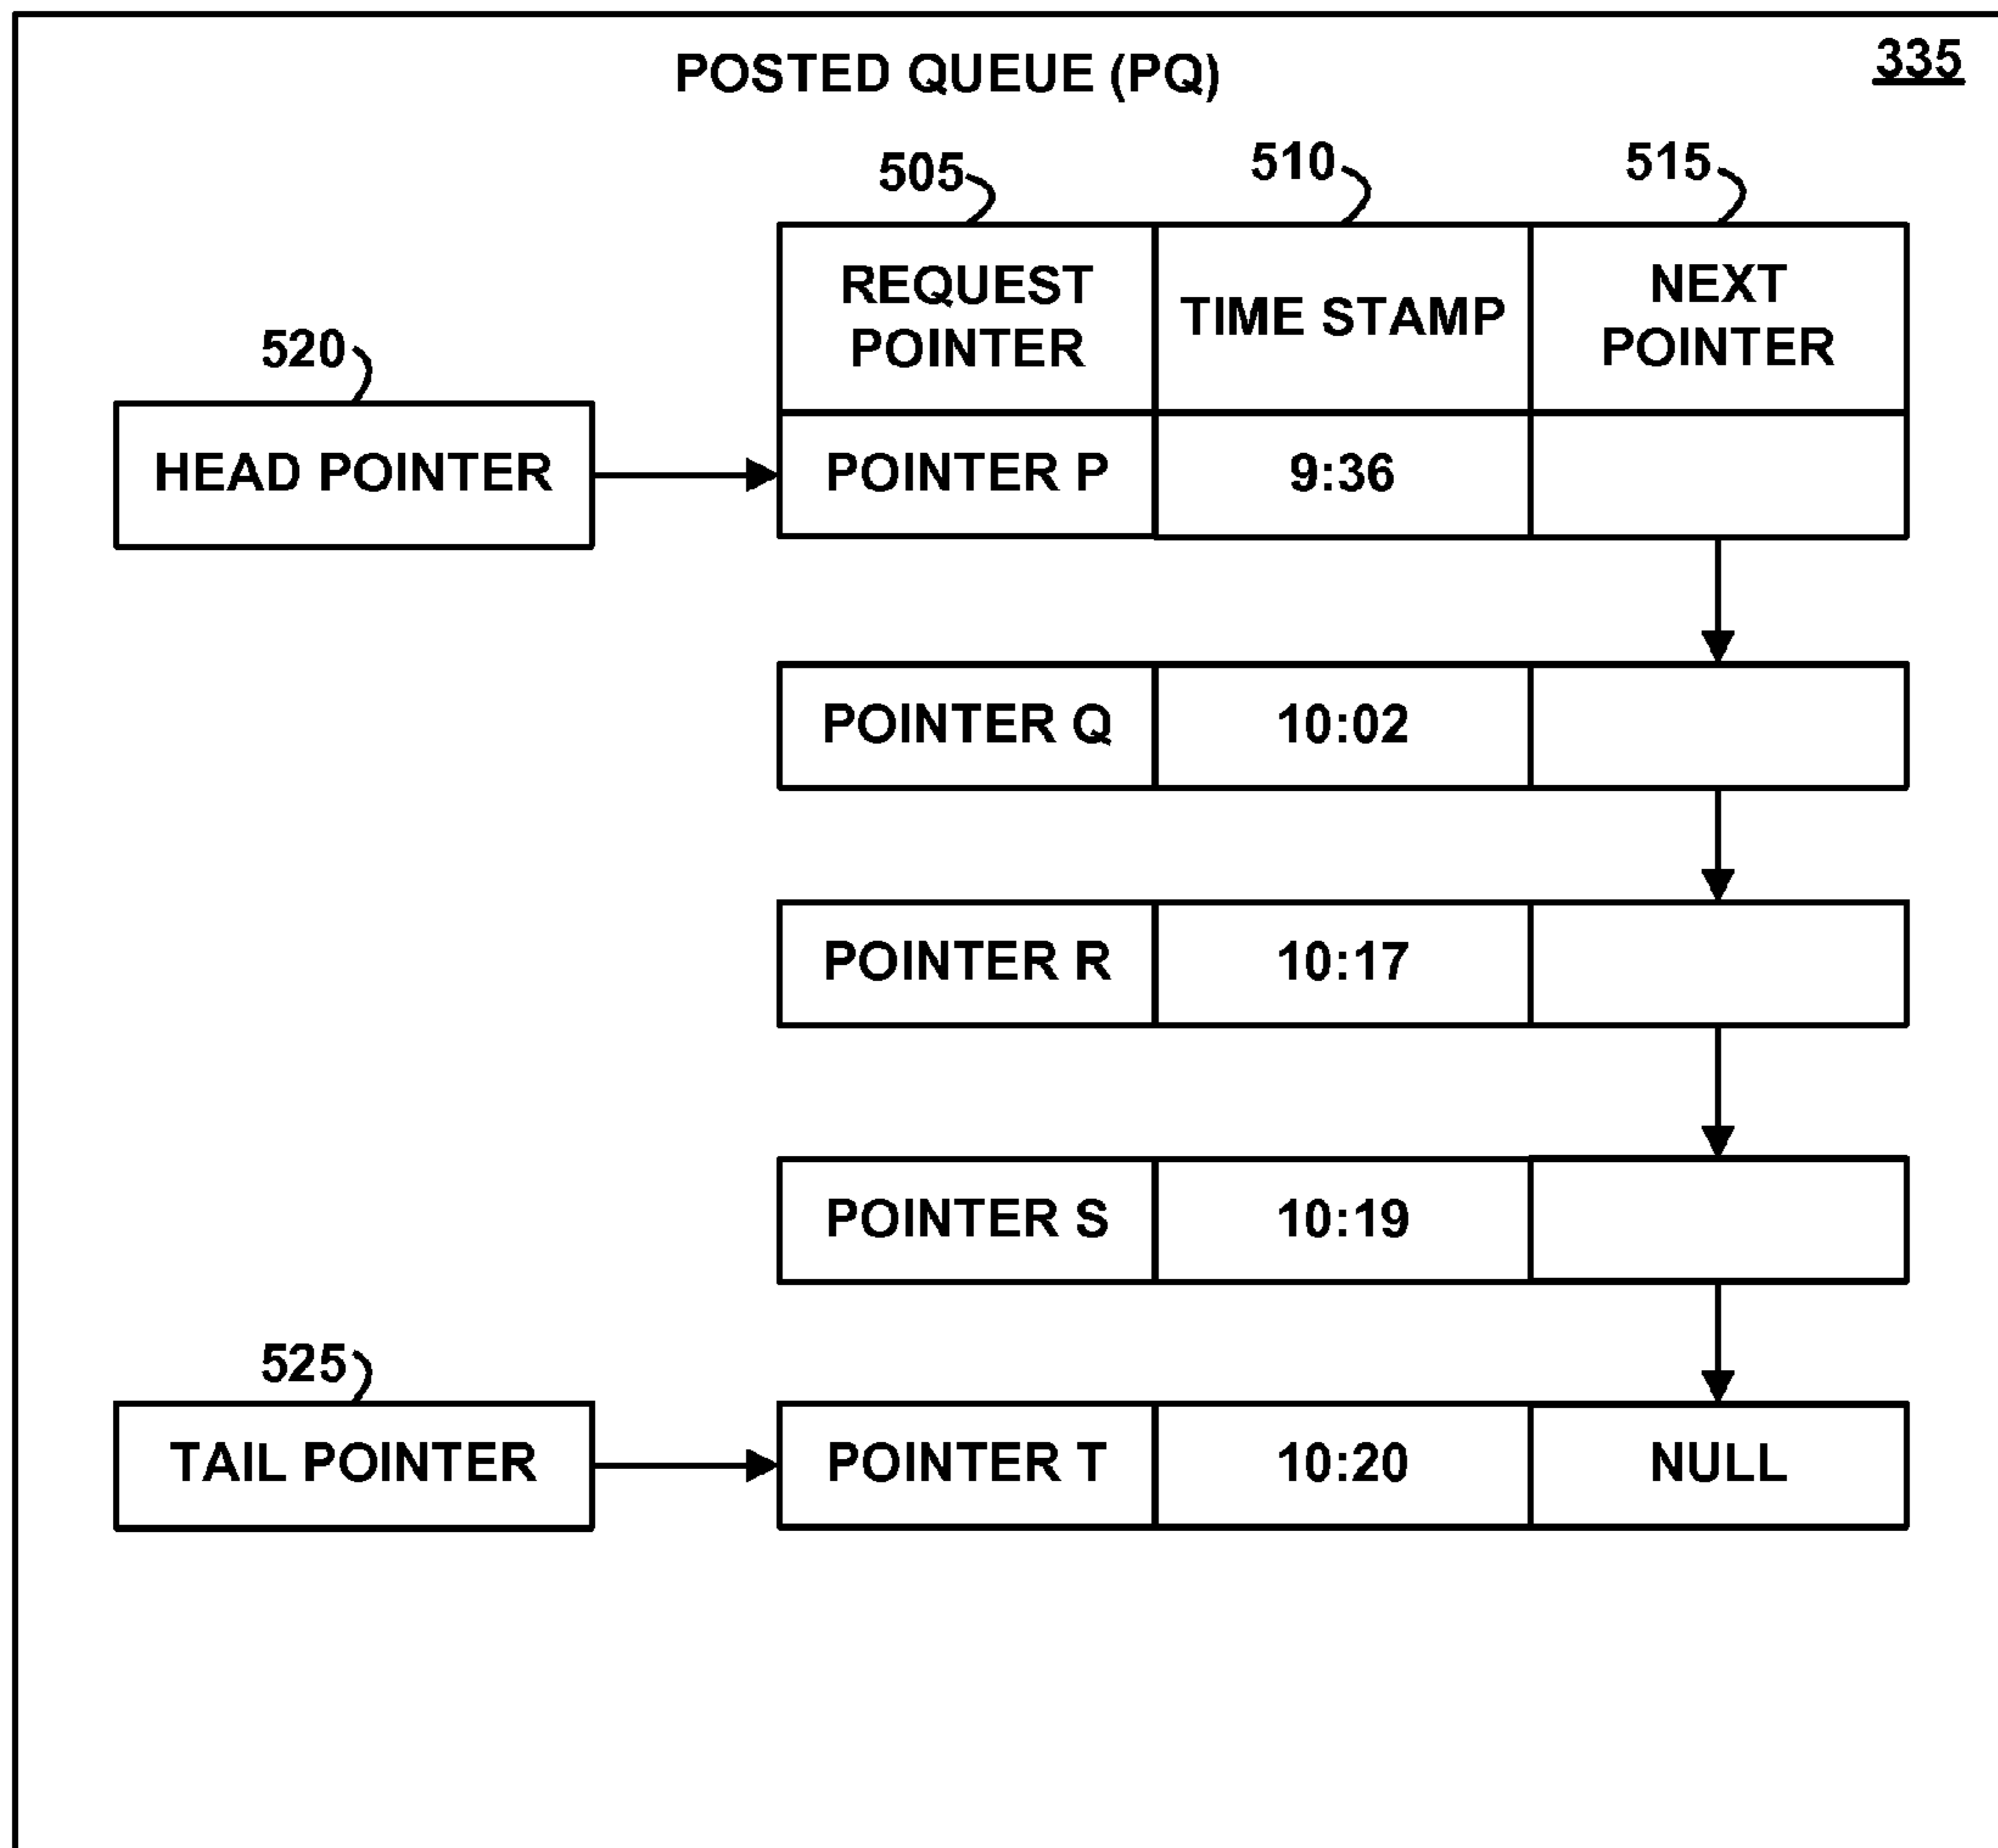 POSTED QUEUE (PQ)
335
505
510
515
REQUEST
POINTER
TIME STAMP
NEXT
POINTER
520
HEAD POINTER
POINTER P
9:36
POINTER Q
10:02
POINTER R
10:17
POINTER S
10:19
525
TAIL POINTER
POINTER T
10:20
NULL